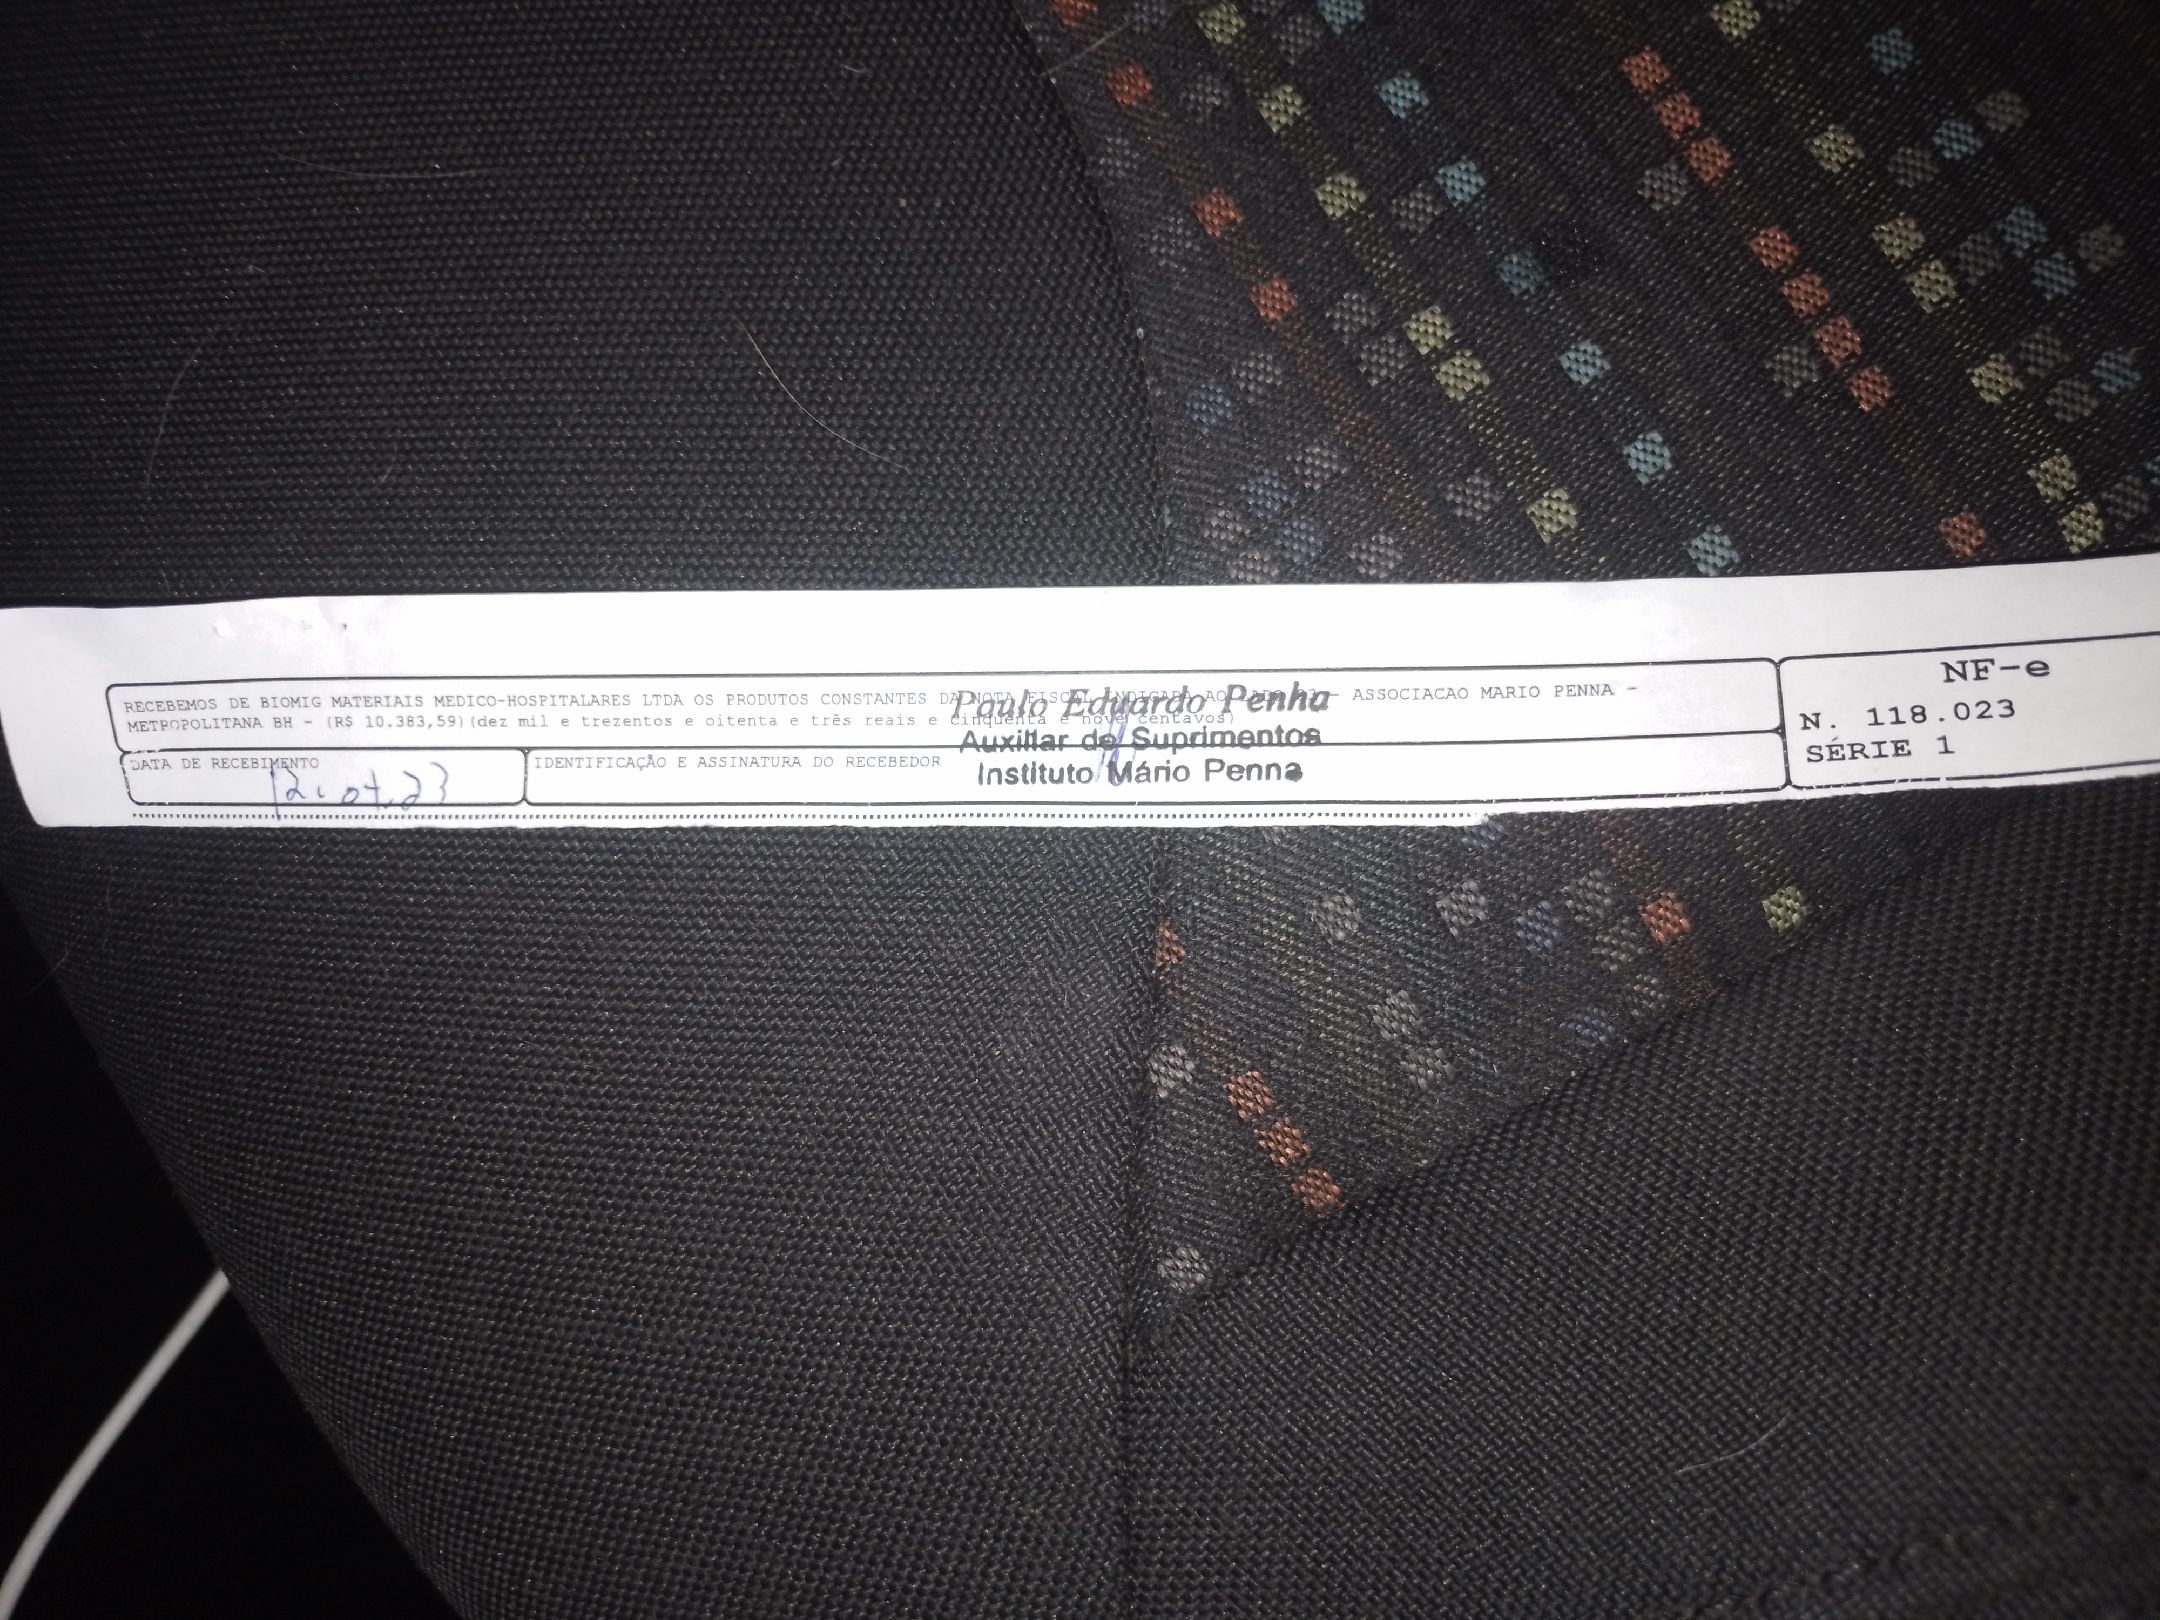 RECEBEMOS DE BIOMIG MATERIAIS MEDICO-HOSPITALARES LTDA OS PRODUTOS CONSTANTES DA NOTA FISCAL INDICADA AO - ASSOCIACAO MARIO PENNA -
METROPOLITANA BH - (R$ 10.383,59)(dez mil e trezentos e oitenta e três reais e cinquenta e nove centavos)
DATA DE RECEBIMENTO
12.07.23
IDENTIFICAÇÃO E ASSINATURA DO RECEBEDOR
Paulo Eduardo Penha
Auxiliar de Suprimentos
Instituto Mário Penna
NF-e
N. 118.023
SÉRIE 1